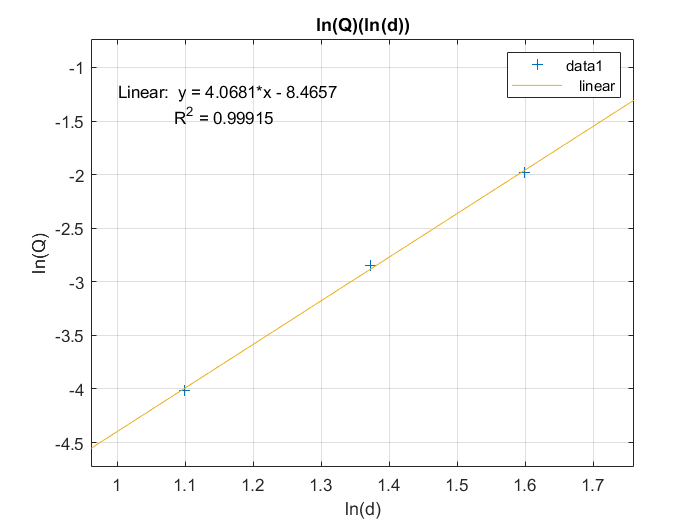 ln(Q)(ln(d))
Linear:  y = 4.0681*x - 8.4657
R² = 0.99915
data1
linear
-1
-1.5
-2
-2.5
-3
-3.5
-4
-4.5
ln(Q)
1 1.1 1.2 1.3 1.4 1.5 1.6 1.7
ln(d)